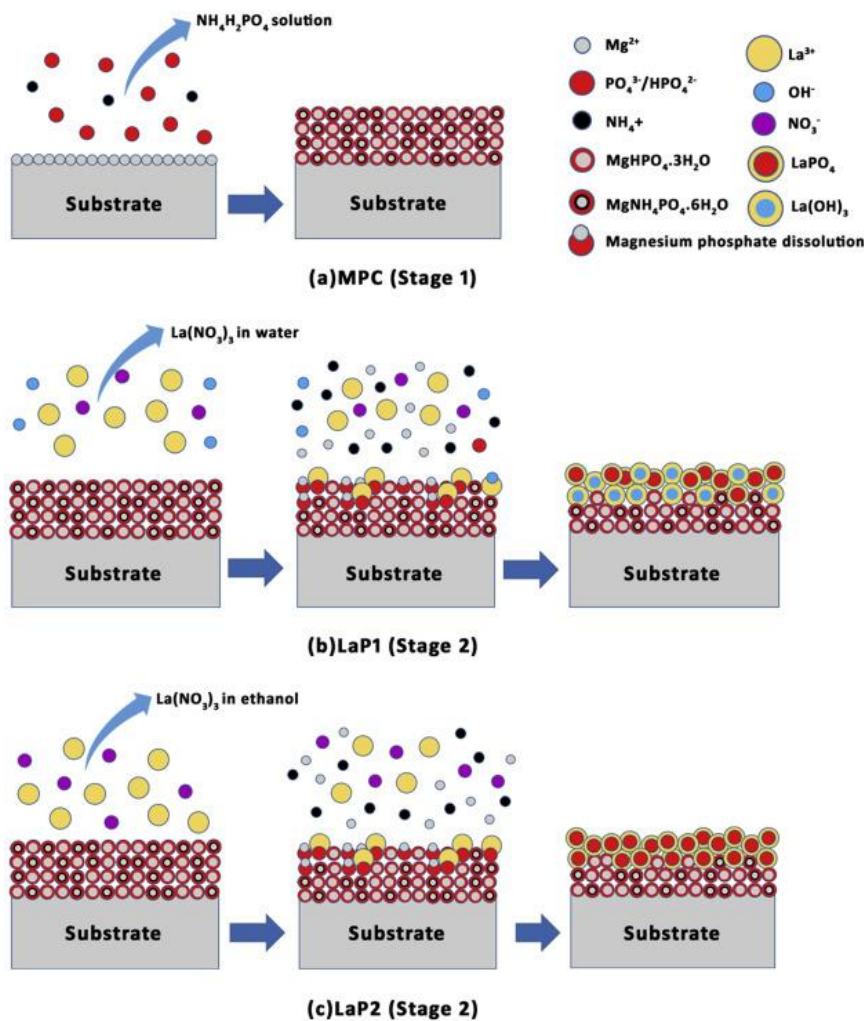 NH₄H₂PO₄ solution
Mg²⁺
PO₄³⁻/HPO₄²⁻
NH₄+
MgHPO₄.3H₂O
MgNH₄PO₄.6H₂O
Magnesium phosphate dissolution
La³⁺
OH⁻
NO₃⁻
LaPO₄
La(OH)₃
Substrate
Substrate
(a)MPC (Stage 1)
La(NO₃)₃ in water
Substrate
Substrate
Substrate
(b)LaP1 (Stage 2)
La(NO₃)₃ in ethanol
Substrate
Substrate
Substrate
(c)LaP2 (Stage 2)